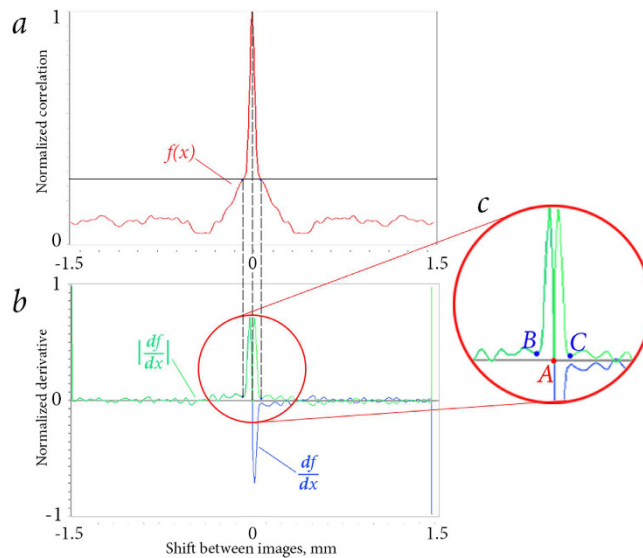 a
1
Normalized correlation
f(x)
0
-1.5
0
1.5
c
b
1
Normalized derivative
|df/dx|
B
C
A
0
df/dx
-1
-1.5
0
1.5
Shift between images, mm